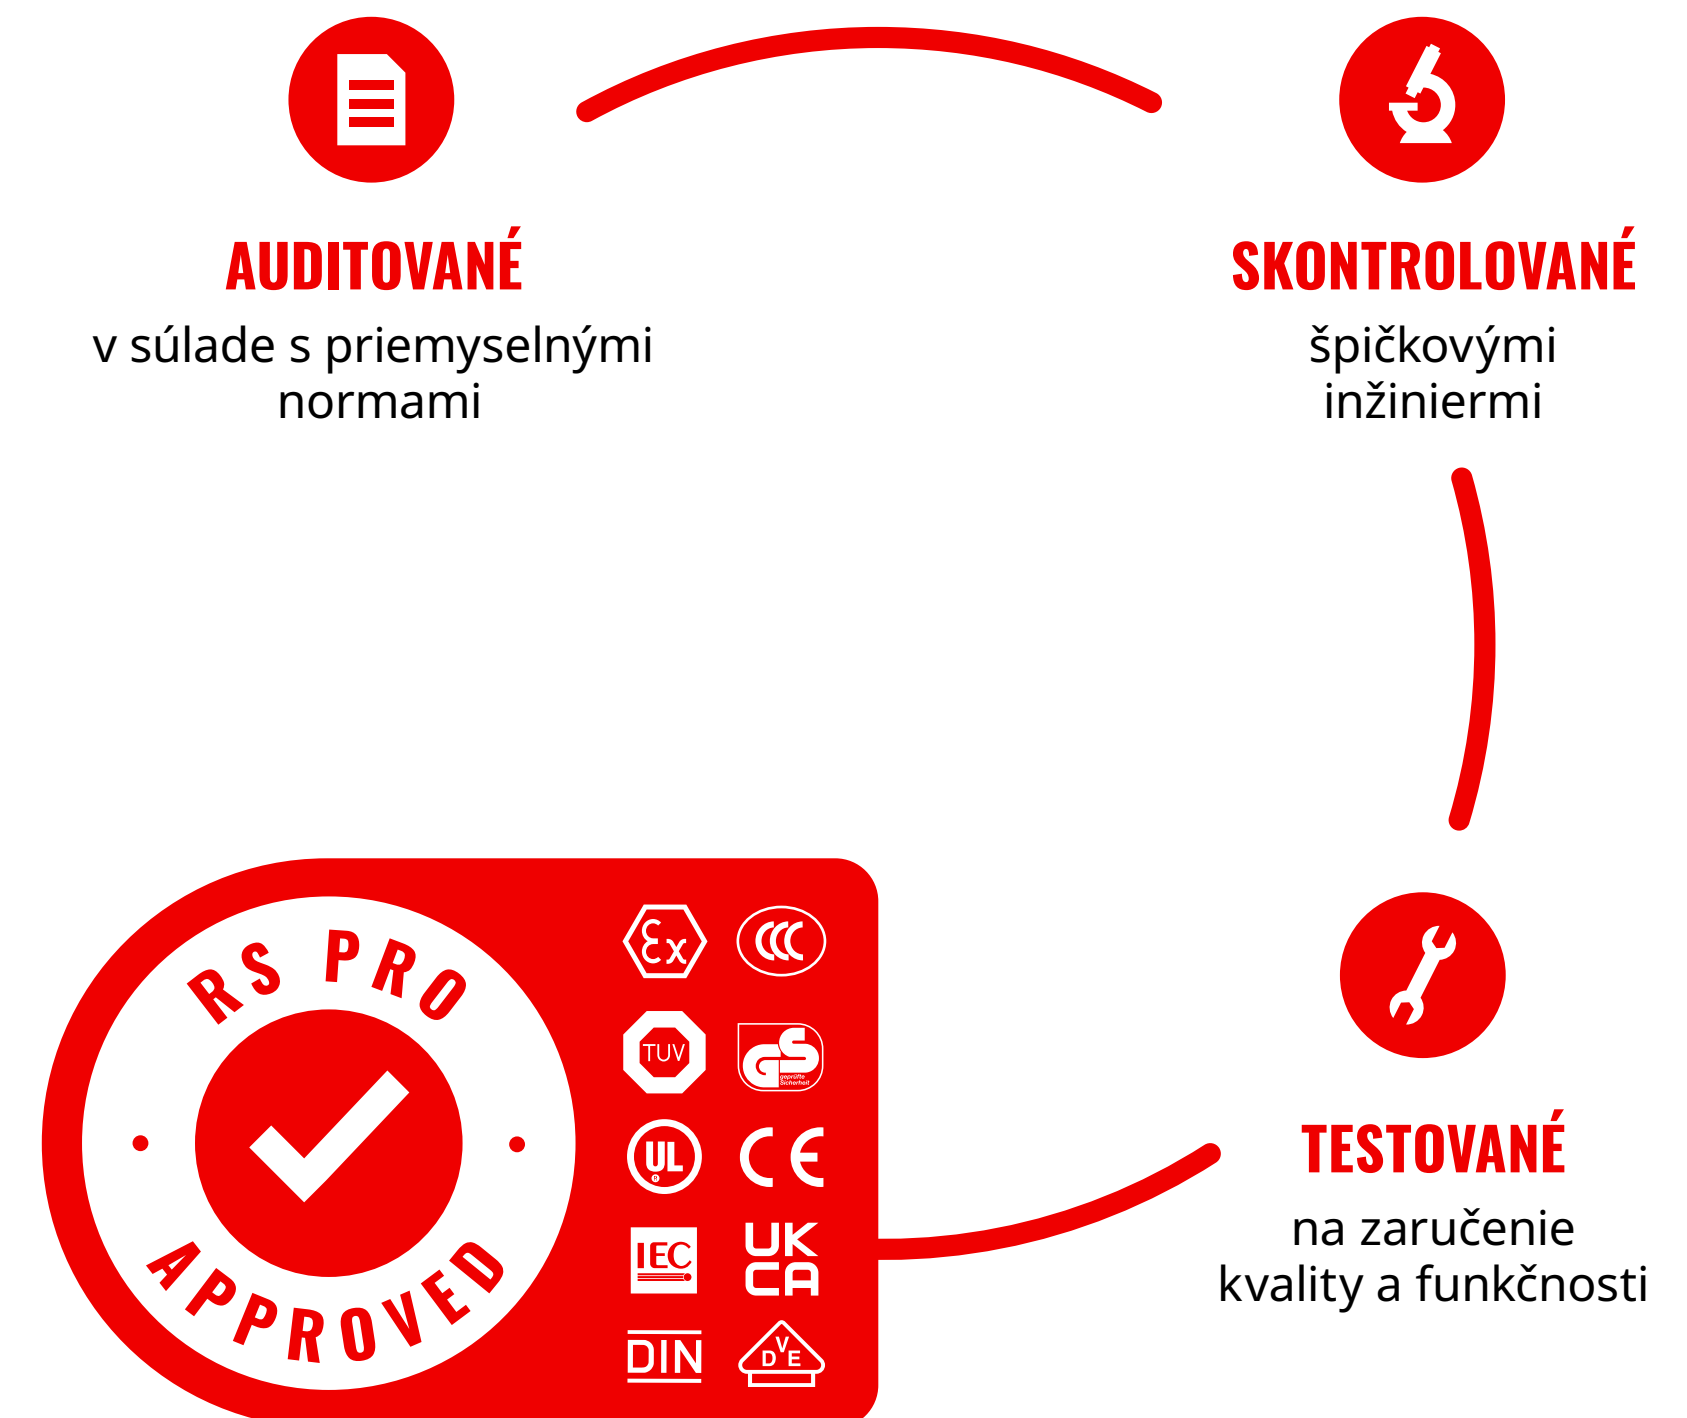 AUDITOVANÉ
v súlade s priemyselnými
normami
SKONTROLOVANÉ
špičkovými
inžiniermi
TESTOVANÉ
na zaručenie
kvality a funkčnosti
RS PRO
APPROVED
Ex
CCC
TUV
GS
geprüfte
Sicherheit
UL
®
CE
IEC
UK
CA
DIN
VDE